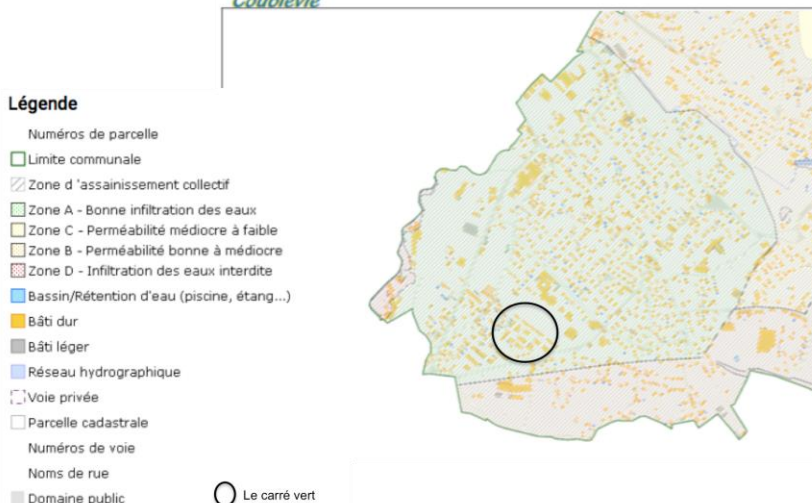 Coublevie
Légende
Numéros de parcelle
Limite communale
Zone d 'assainissement collectif
Zone A - Bonne infiltration des eaux
Zone C - Perméabilité médiocre à faible
Zone B - Perméabilité bonne à médiocre
Zone D - Infiltration des eaux interdite
Bassin/Rétention d'eau (piscine, étang...)
Bâti dur
Bâti léger
Réseau hydrographique
Voie privée
Parcelle cadastrale
Numéros de voie
Noms de rue
Domaine public
Le carré vert